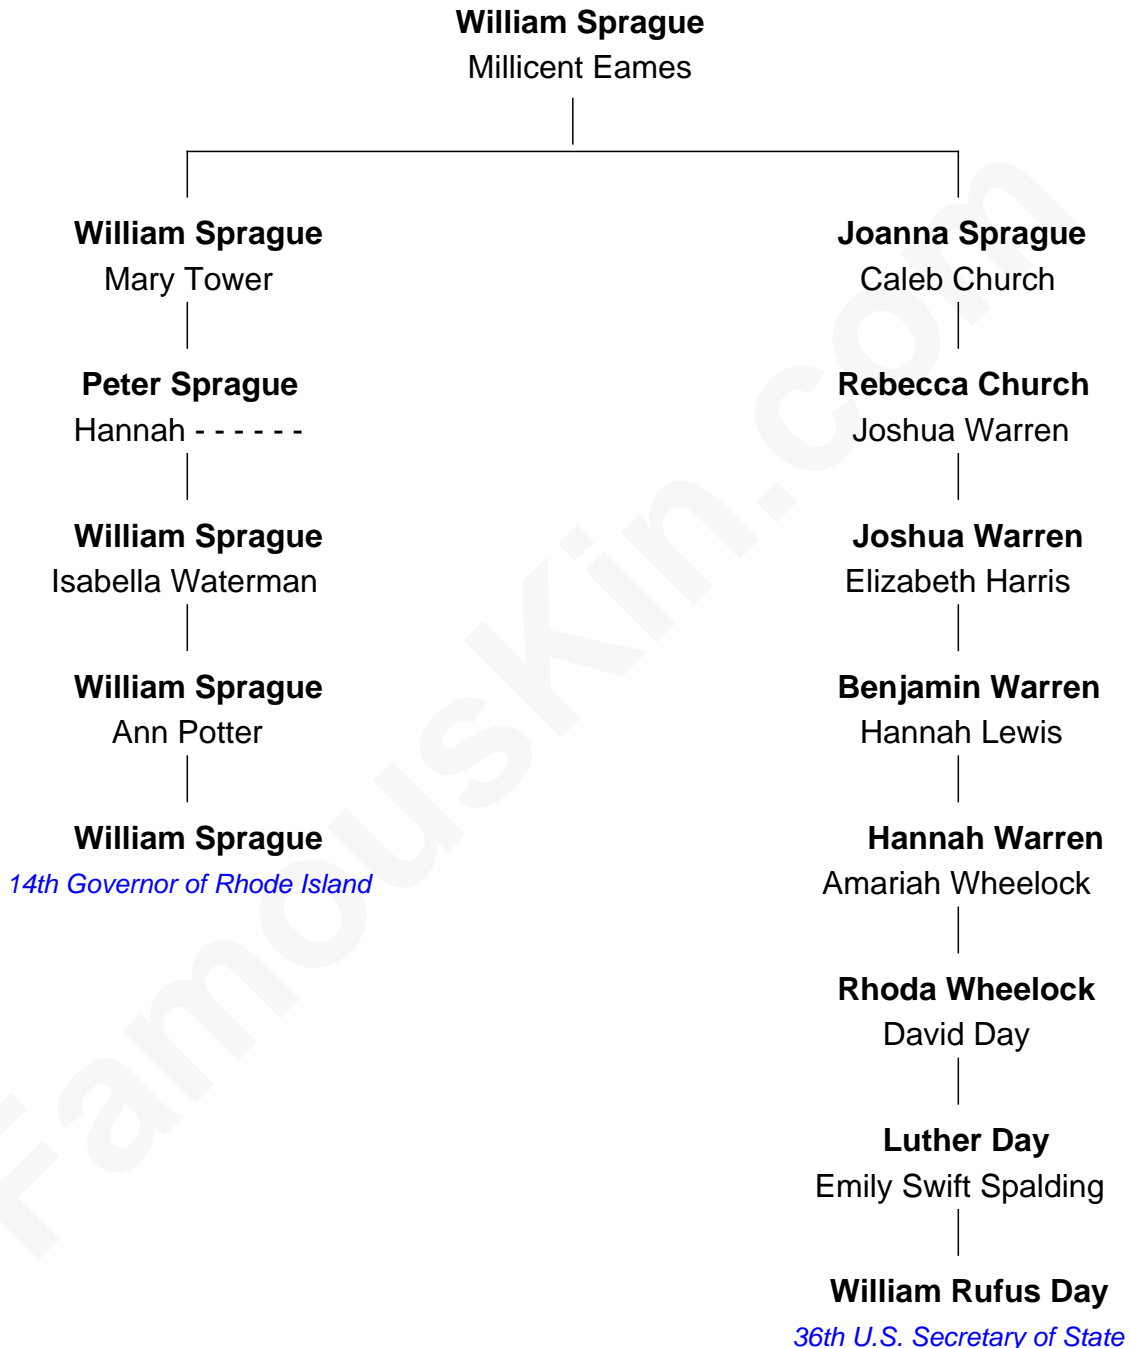 William Sprague
Millicent Eames
William Sprague
Mary Tower
Joanna Sprague
Caleb Church
Peter Sprague
Hannah - - - - - -
Rebecca Church
Joshua Warren
William Sprague
Isabella Waterman
Joshua Warren
Elizabeth Harris
William Sprague
Ann Potter
Benjamin Warren
Hannah Lewis
William Sprague
14th Governor of Rhode Island
Hannah Warren
Amariah Wheelock
Rhoda Wheelock
David Day
Luther Day
Emily Swift Spalding
William Rufus Day
36th U.S. Secretary of State
FamousKin.com